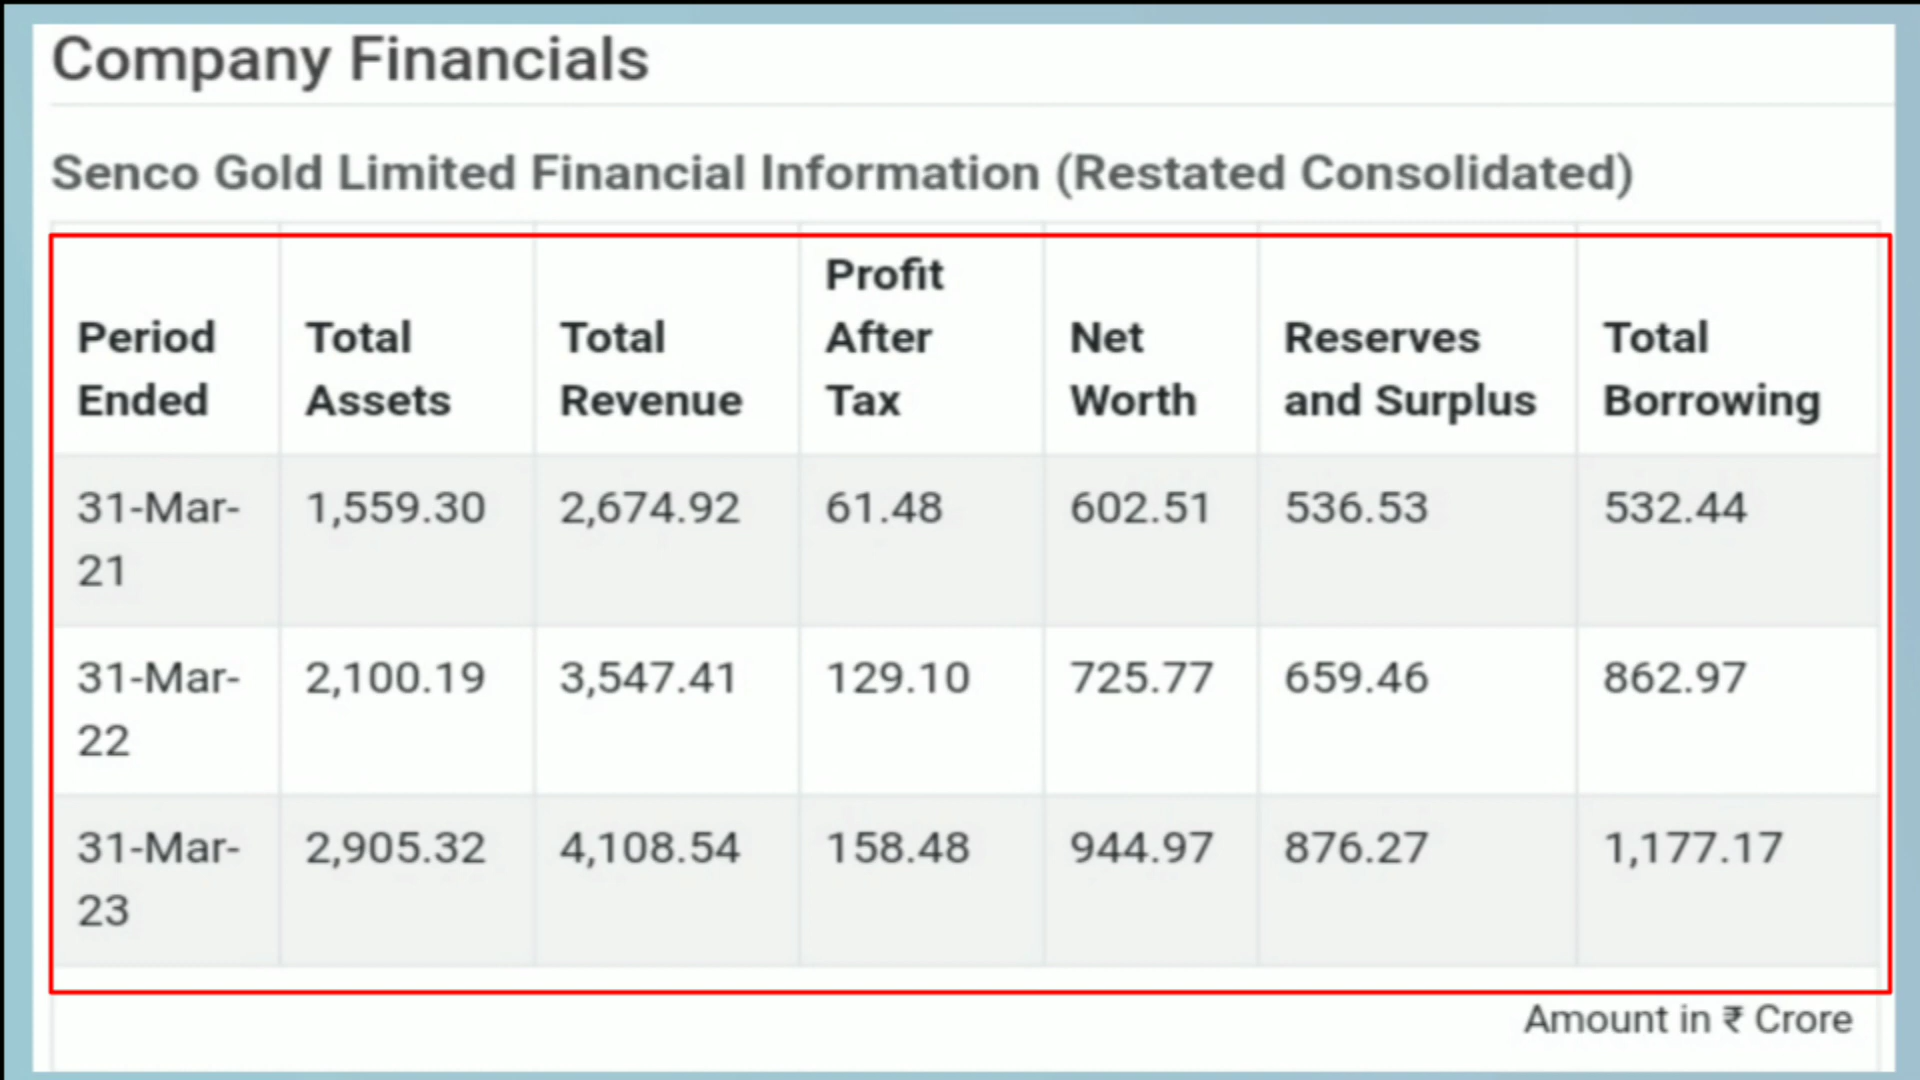 Company Financials
Senco Gold Limited Financial Information (Restated Consolidated)
Period Ended Total Assets Total Revenue Profit After Tax Net Worth Reserves and Surplus Total Borrowing
31-Mar-21 1,559.30 2,674.92 61.48 602.51 536.53 532.44
31-Mar-22 2,100.19 3,547.41 129.10 725.77 659.46 862.97
31-Mar-23 2,905.32 4,108.54 158.48 944.97 876.27 1,177.17
Amount in ₹ Crore